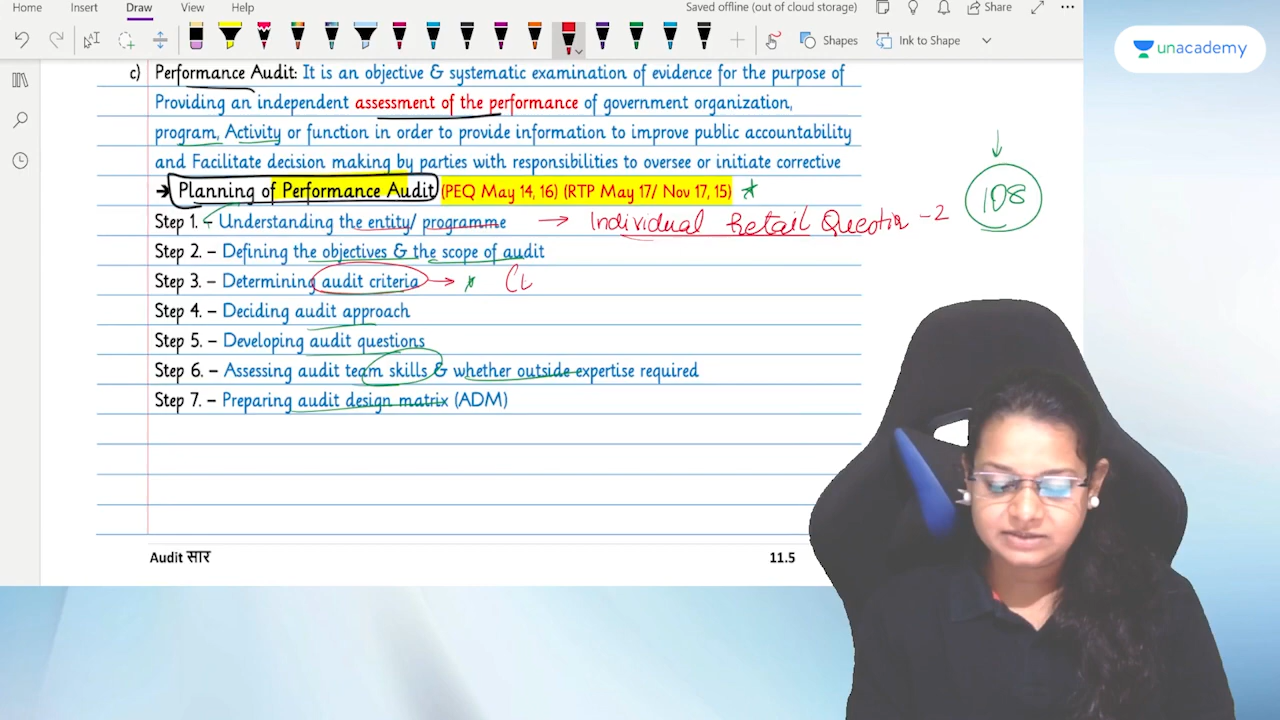 Home Insert Draw View Help Saved offline (out of cloud storage) Share
Shapes Ink to Shape
unacademy
c) Performance Audit: It is an objective & systematic examination of evidence for the purpose of
Providing an independent assessment of the performance of government organization,
program, Activity or function in order to provide information to improve public accountability
and Facilitate decision making by parties with responsibilities to oversee or initiate corrective
→ Planning of Performance Audit (PEQ May 14, 16) (RTP May 17/ Nov 17, 15)
108
Step 1. – Understanding the entity/ programme → Individual Question -2
Step 2. – Defining the objectives & the scope of audit
Step 3. – Determining audit criteria →
Step 4. – Deciding audit approach
Step 5. – Developing audit questions
Step 6. – Assessing audit team skills & whether outside expertise required
Step 7. – Preparing audit design matrix (ADM)
Audit सार 11.5